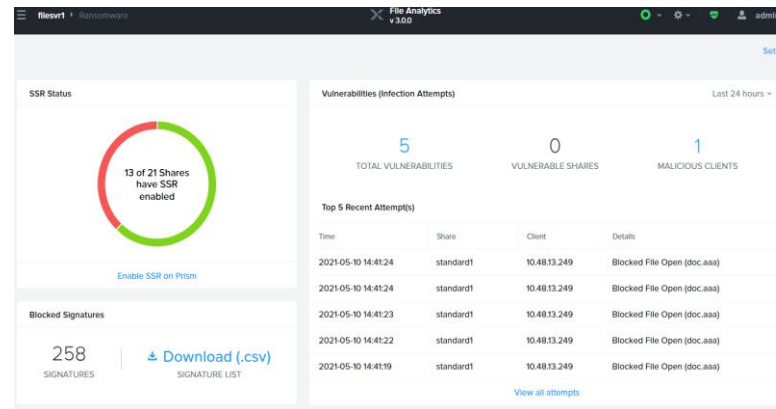 filesvr1 › Ransomware
File Analytics
v 3.0.0
admin
Set
SSR Status
13 of 21 Shares
have SSR
enabled
Enable SSR on Prism
Blocked Signatures
258
SIGNATURES
Download (.csv)
SIGNATURE LIST
Vulnerabilities (Infection Attempts)
Last 24 hours
5
TOTAL VULNERABILITIES
0
VULNERABLE SHARES
1
MALICIOUS CLIENTS
Top 5 Recent Attempt(s)
Time Share Client Details
2021-05-10 14:41:24 standard1 10.48.13.249 Blocked File Open (doc.aaa)
2021-05-10 14:41:24 standard1 10.48.13.249 Blocked File Open (doc.aaa)
2021-05-10 14:41:23 standard1 10.48.13.249 Blocked File Open (doc.aaa)
2021-05-10 14:41:22 standard1 10.48.13.249 Blocked File Open (doc.aaa)
2021-05-10 14:41:19 standard1 10.48.13.249 Blocked File Open (doc.aaa)
View all attempts